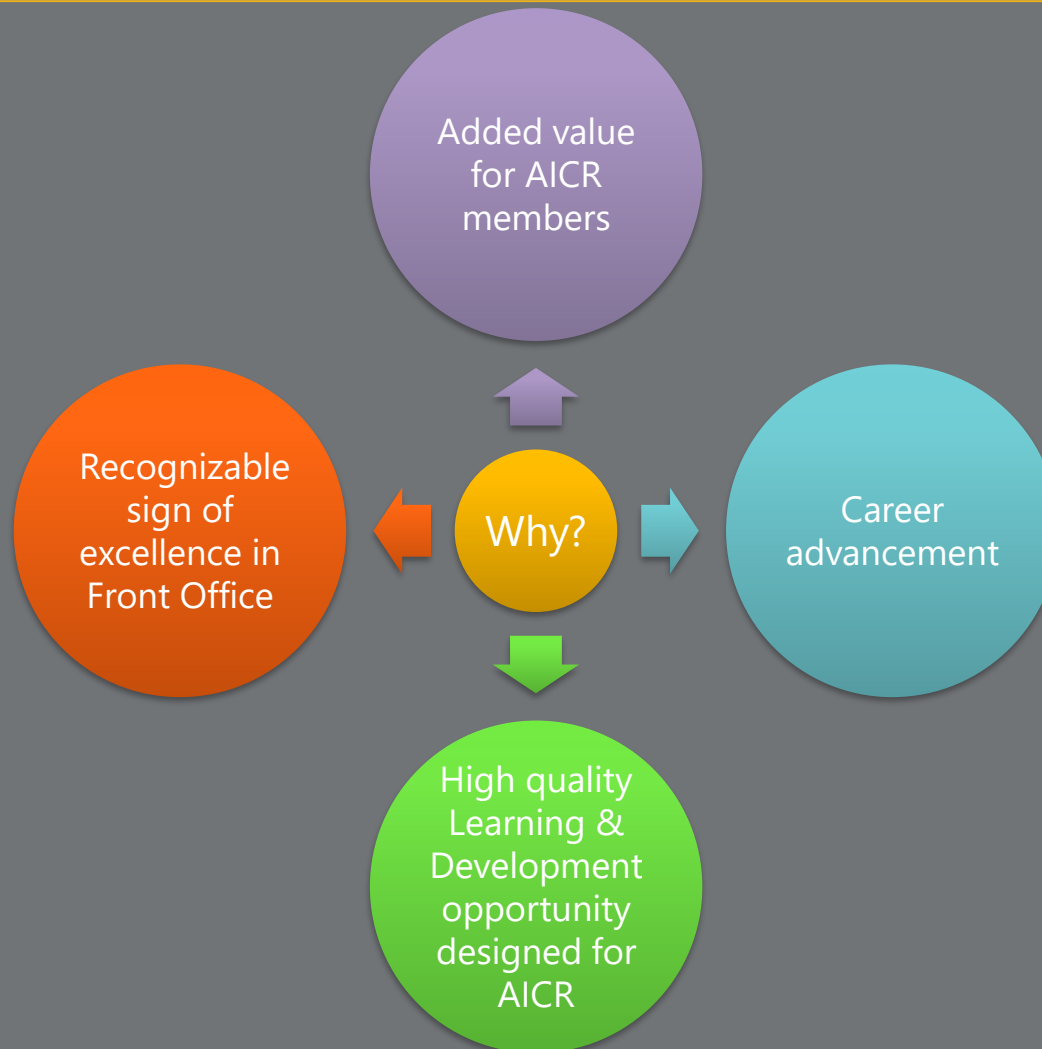 Added value
for AICR
members
Recognizable
sign of
excellence in
Front Office
Why?
Career
advancement
High quality
Learning &
Development
opportunity
designed for
AICR